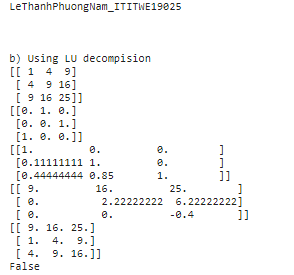 LeThanhPhuongNam_ITITWE19025
b) Using LU decompision
[[ 1  4  9]
 [ 4  9 16]
 [ 9 16 25]]
[[0. 1. 0.]
 [0. 0. 1.]
 [1. 0. 0.]]
[[1.         0.         0.        ]
 [0.11111111 1.         0.        ]
 [0.44444444 0.85       1.        ]]
[[ 9.         16.         25.        ]
 [ 0.          2.22222222  6.22222222]
 [ 0.          0.         -0.4       ]]
[[ 9. 16. 25.]
 [ 1.  4.  9.]
 [ 4.  9. 16.]]
False